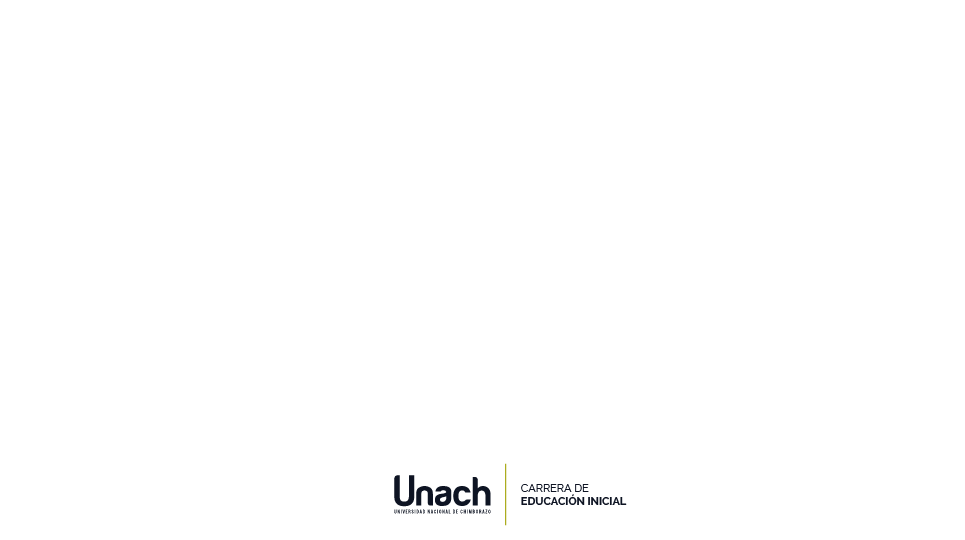 Unach
UNIVERSIDAD NACIONAL DE CHIMBORAZO
CARRERA DE
EDUCACIÓN INICIAL